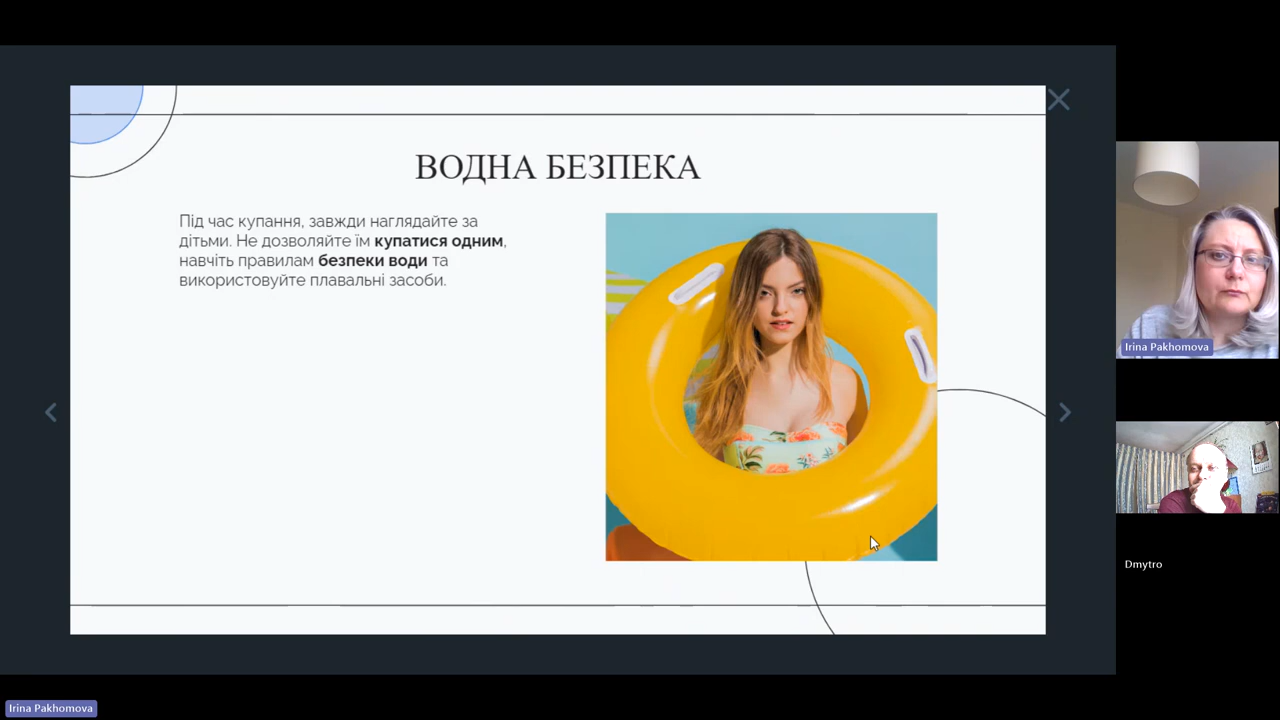 ВОДНА БЕЗПЕКА
Під час купання, завжди наглядайте за
дітьми. Не дозволяйте їм купатися одним,
навчіть правилам безпеки води та
використовуйте плавальні засоби.
Irina Pakhomova
Dmytro
Irina Pakhomova